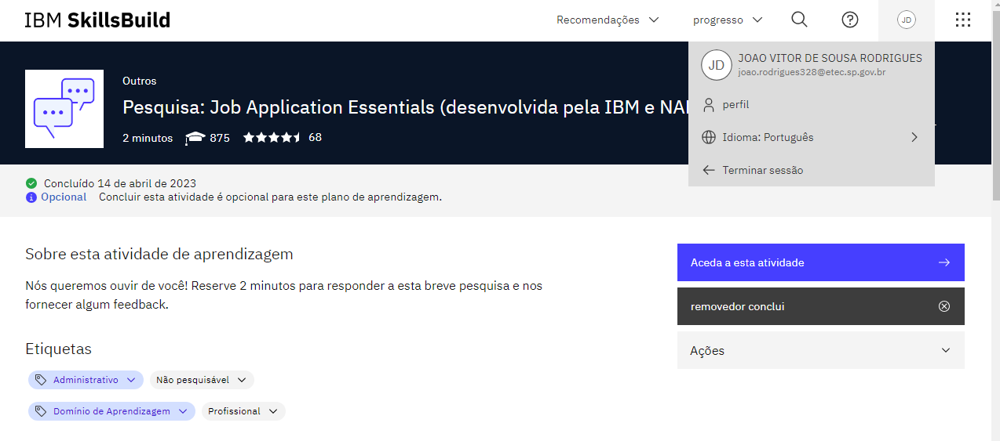 IBM SkillsBuild
Recomendações
progresso
JD
JD
JOAO VITOR DE SOUSA RODRIGUES
joao.rodrigues328@etec.sp.gov.br
perfil
Idioma: Português
Terminar sessão
Outros
Pesquisa: Job Application Essentials (desenvolvida pela IBM e
2 minutos 875 68
Concluído 14 de abril de 2023
Opcional Concluir esta atividade é opcional para este plano de aprendizagem.
Sobre esta atividade de aprendizagem
Nós queremos ouvir de você! Reserve 2 minutos para responder a esta breve pesquisa e nos
fornecer algum feedback.
Etiquetas
Administrativo Não pesquisável
Domínio de Aprendizagem Profissional
Aceda a esta atividade
removedor conclui
Ações